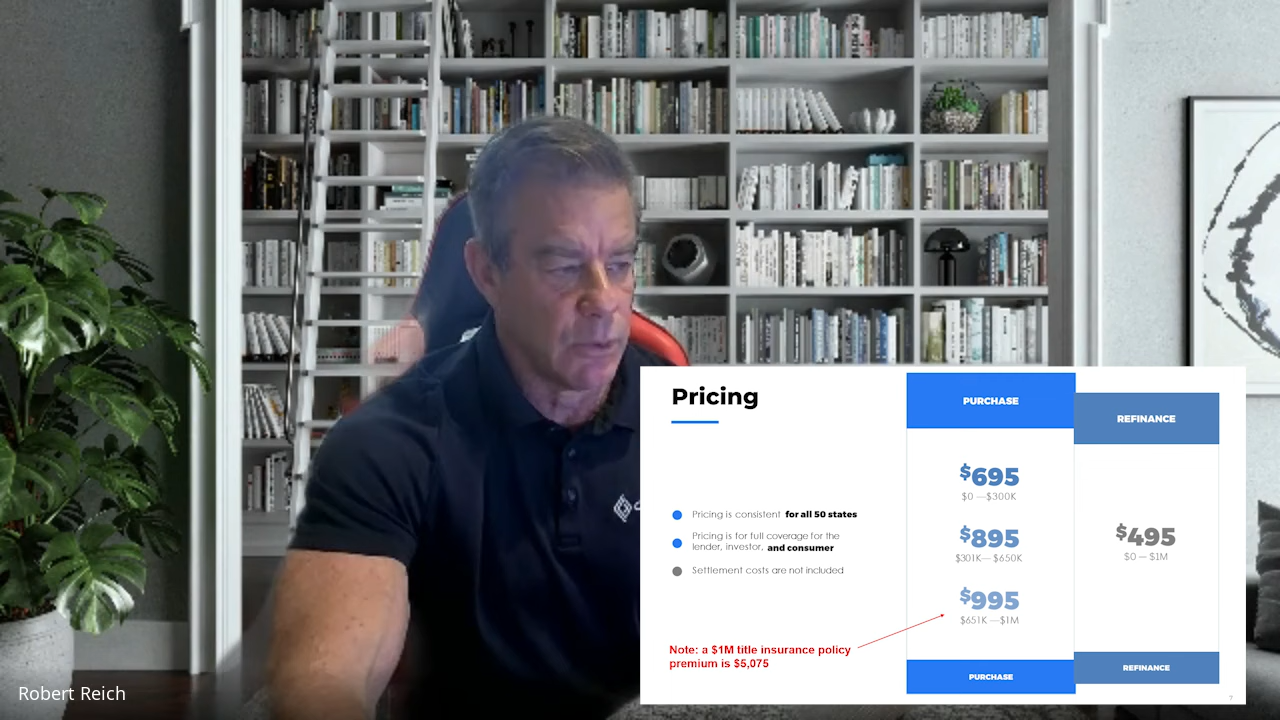 Pricing
Pricing is consistent for all 50 states
Pricing is for full coverage for the
lender, investor, and consumer
Settlement costs are not included
Note: a $1M title insurance policy
premium is $5,075
PURCHASE
$695
$0 —$300K
$895
$301K— $650K
$995
$651K —$1M
PURCHASE
REFINANCE
$495
$0 — $1M
REFINANCE
7
Robert Reich